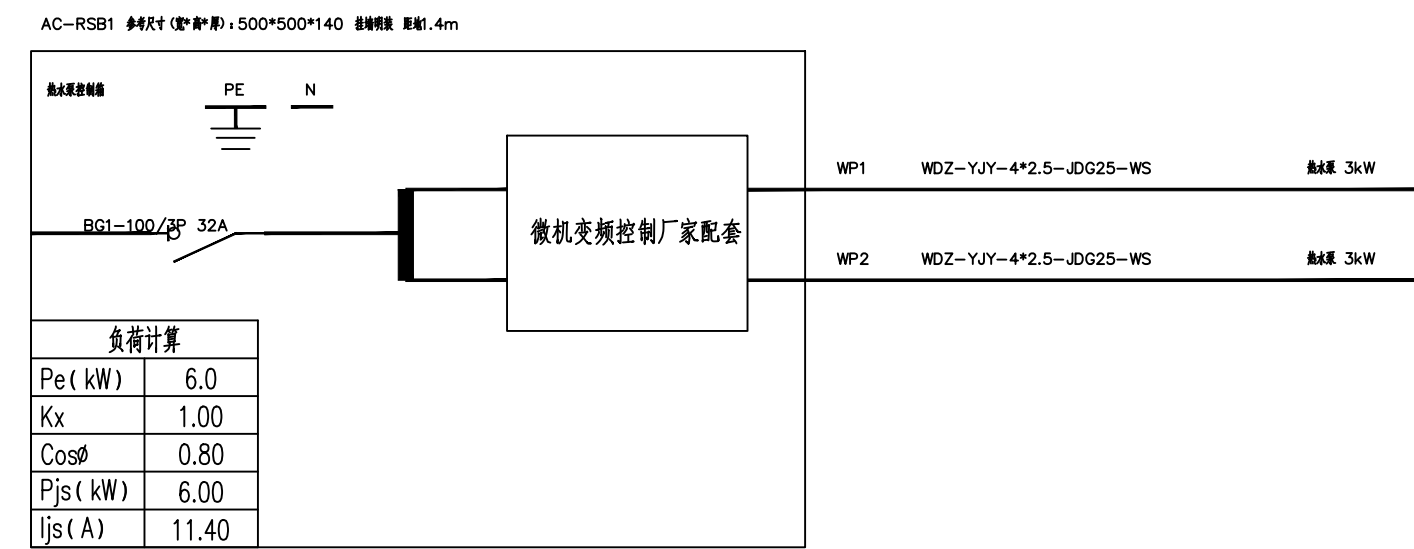 AC-RSB1 参考尺寸(宽*高*厚):500*500*140 挂墙明装 距地1.4m
热水泵控制箱
PE N
WP1 WDZ-YJY-4*2.5-JDG25-WS 热水泵 3kW
BG1-100/3P 32A
微机变频控制厂家配套
WP2 WDZ-YJY-4*2.5-JDG25-WS 热水泵 3kW
负荷计算
Pe(kW) 6.0
Kx 1.00
Cosø 0.80
Pjs(kW) 6.00
Ijs(A) 11.40